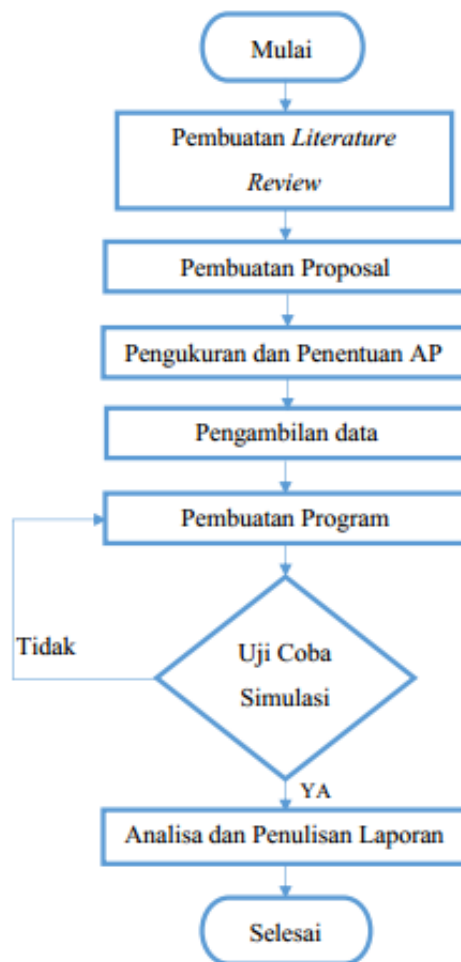 Mulai
Pembuatan Literature
Review
Pembuatan Proposal
Pengukuran dan Penentuan AP
Pengambilan data
Pembuatan Program
Tidak
Uji Coba
Simulasi
YA
Analisa dan Penulisan Laporan
Selesai